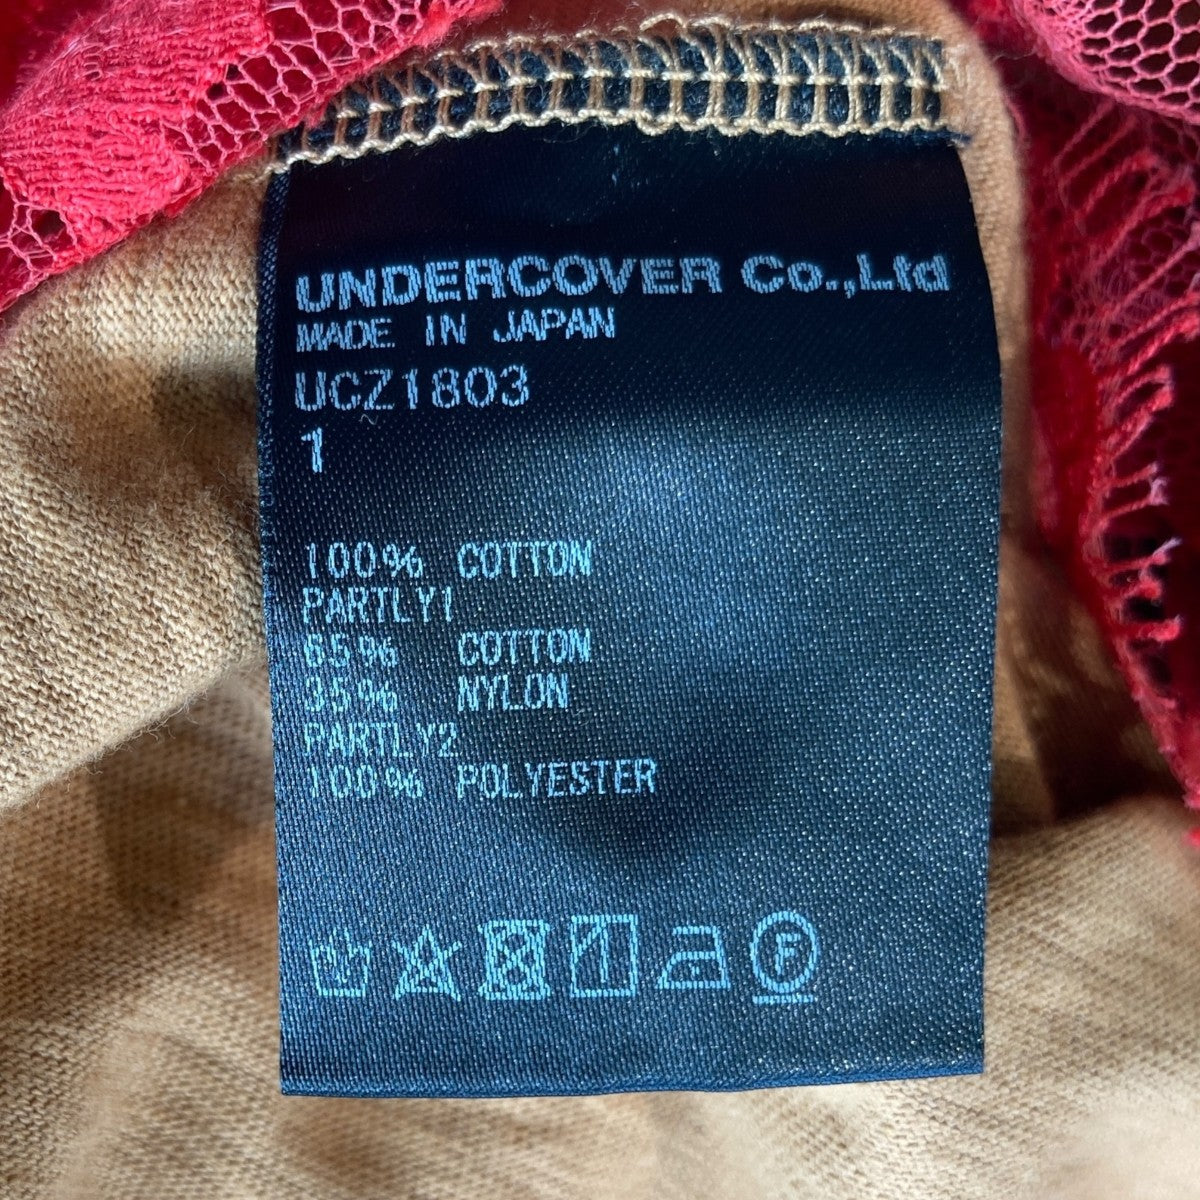 UNDERCOVER Co.,Ltd
MADE IN JAPAN
UCZ1803
1
100% COTTON
PARTLY1
65% COTTON
35% NYLON
PARTLY2
100% POLYESTER
F